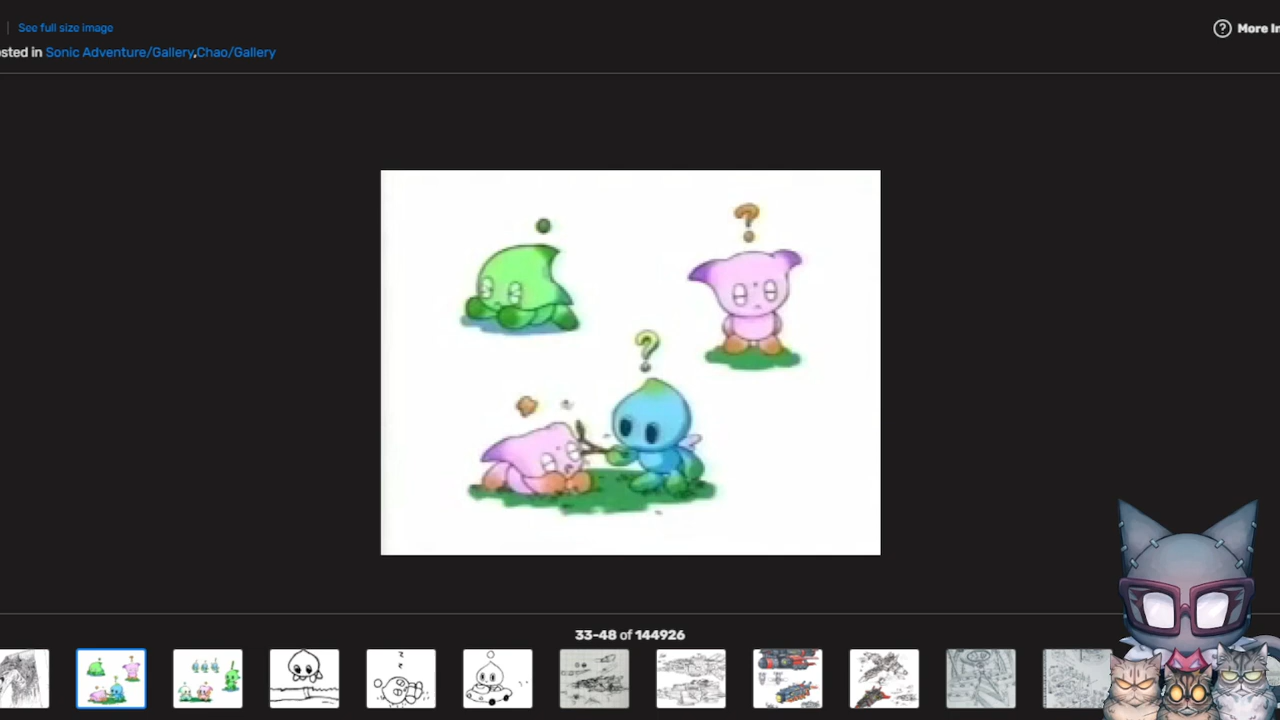 See full size image
More In
sted in Sonic Adventure/Gallery,Chao/Gallery
?
?
33-48 of 144926